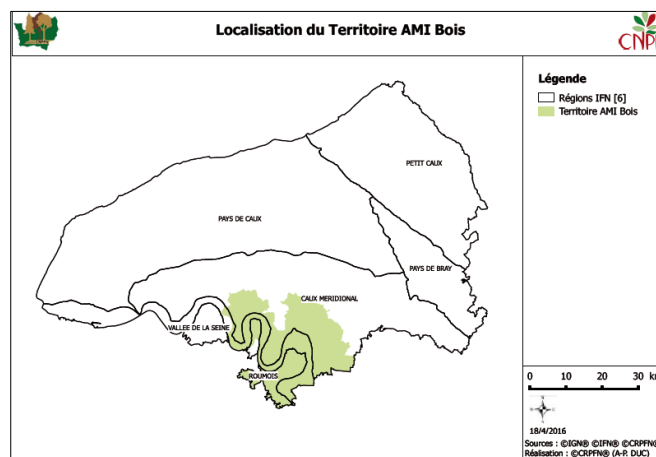 Localisation du Territoire AMI Bois
CNPF
Légende
Régions IFN [6]
Territoire AMI Bois
PETIT CAUX
PAYS DE CAUX
PAYS DE BRAY
CAUX MERIDIONAL
VALLEE DE LA SEINE
ROUMOIS
0 10 20 30 km
18/4/2016
Sources : ©IGN® ©IFN® ©CRPFN®
Réalisation : ©CRPFN® (A-P. DUC)